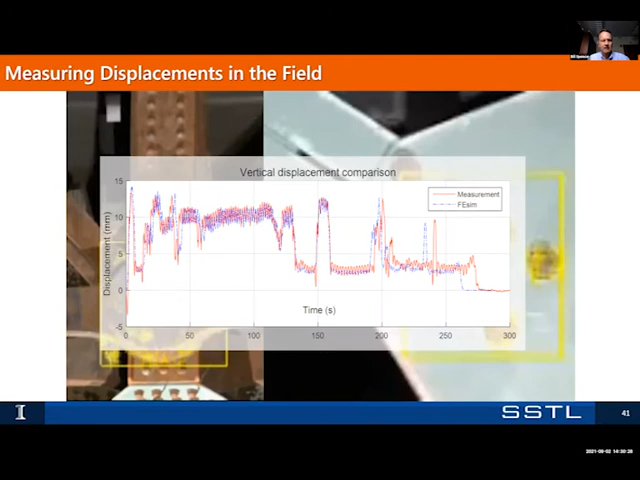 Measuring Displacements in the Field
Vertical displacement comparison
15
10
5
0
-5
Displacement (mm)
Measurement
FEsim
Time (s)
0
50
100
150
200
250
300
I
SSTL
41